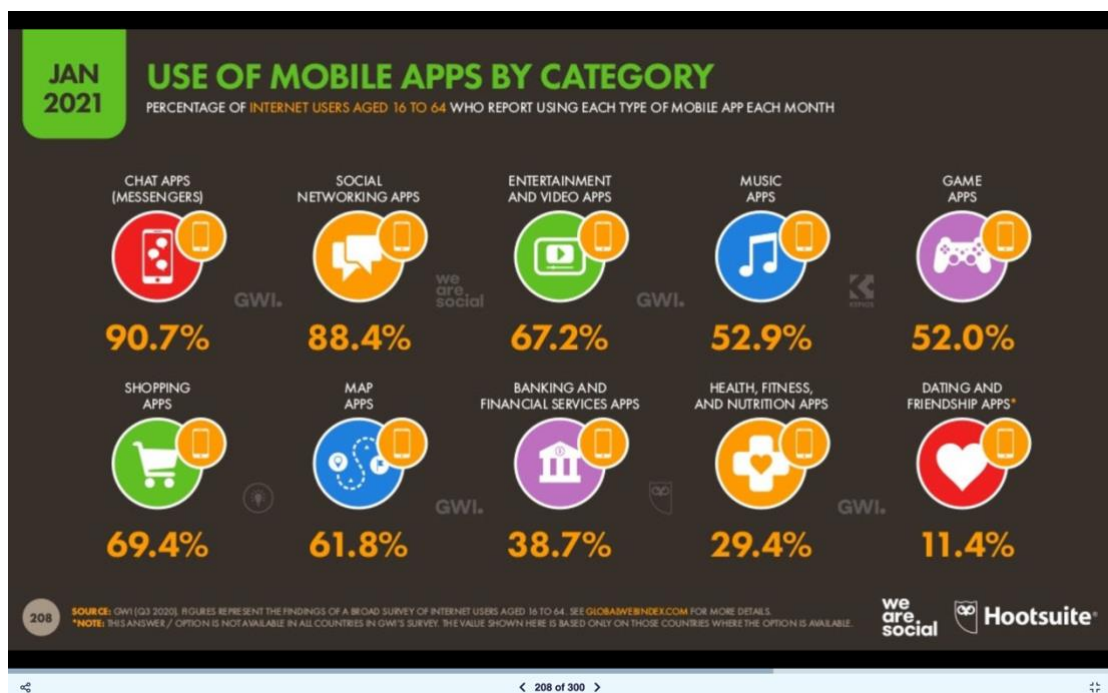 JAN
2021
USE OF MOBILE APPS BY CATEGORY
PERCENTAGE OF INTERNET USERS AGED 16 TO 64 WHO REPORT USING EACH TYPE OF MOBILE APP EACH MONTH
CHAT APPS
(MESSENGERS)
90.7%
SOCIAL
NETWORKING APPS
88.4%
ENTERTAINMENT
AND VIDEO APPS
67.2%
MUSIC
APPS
52.9%
GAME
APPS
52.0%
GWI.
we
are
social
GWI.
KEPIOS
SHOPPING
APPS
69.4%
MAP
APPS
61.8%
BANKING AND
FINANCIAL SERVICES APPS
38.7%
HEALTH, FITNESS,
AND NUTRITION APPS
29.4%
DATING AND
FRIENDSHIP APPS*
11.4%
GWI.
GWI.
208
SOURCE: GWI (Q3 2020). FIGURES REPRESENT THE FINDINGS OF A BROAD SURVEY OF INTERNET USERS AGED 16 TO 64. SEE GLOBALWEBINDEX.COM FOR MORE DETAILS.
*NOTE: THIS ANSWER / OPTION IS NOT AVAILABLE IN ALL COUNTRIES IN GWI'S SURVEY. THE VALUE SHOWN HERE IS BASED ONLY ON THOSE COUNTRIES WHERE THE OPTION IS AVAILABLE.
we
are
social
Hootsuite®
208 of 300